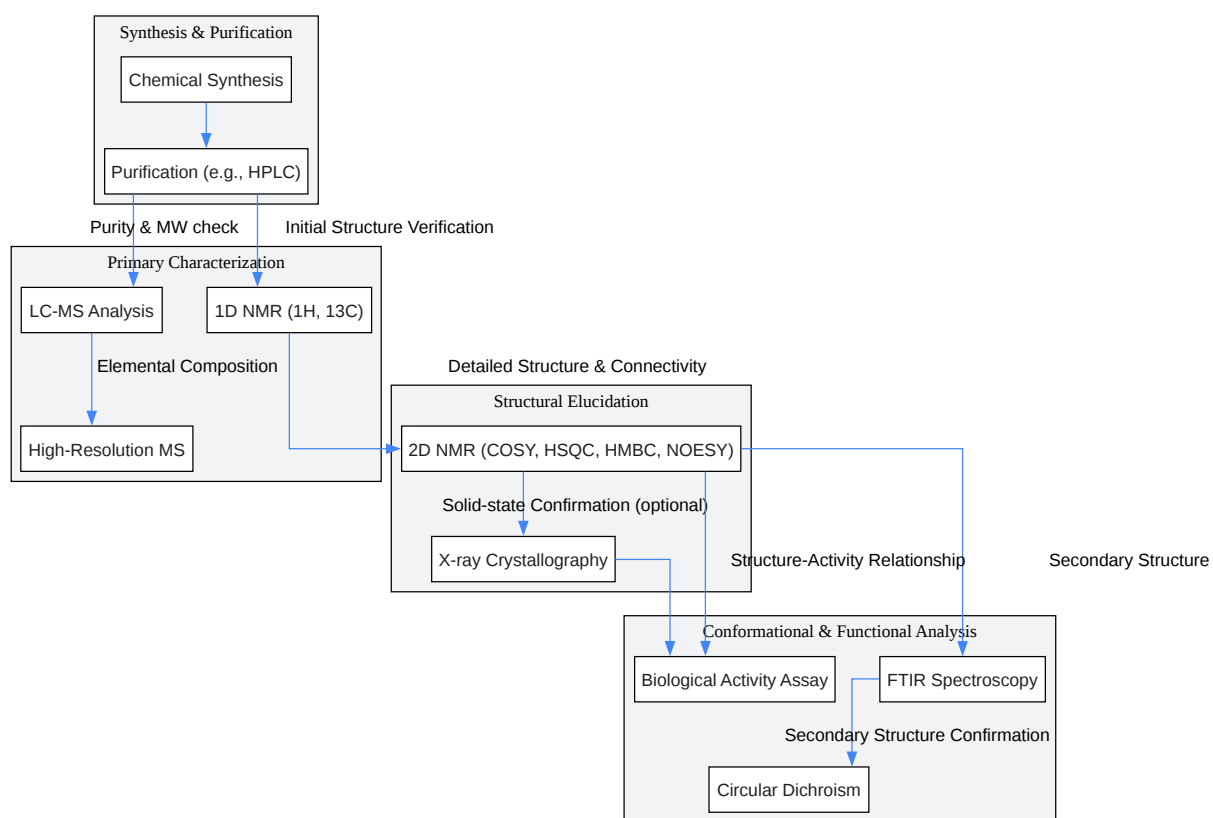 Synthesis & Purification
Chemical Synthesis
Purification (e.g., HPLC)
Purity & MW check
Initial Structure Verification
Primary Characterization
LC-MS Analysis
1D NMR (1H, 13C)
Elemental Composition
Detailed Structure & Connectivity
Structural Elucidation
High-Resolution MS
2D NMR (COSY, HSQC, HMBC, NOESY)
Solid-state Confirmation (optional)
X-ray Crystallography
Structure-Activity Relationship
Secondary Structure
Conformational & Functional Analysis
Biological Activity Assay
FTIR Spectroscopy
Secondary Structure Confirmation
Circular Dichroism